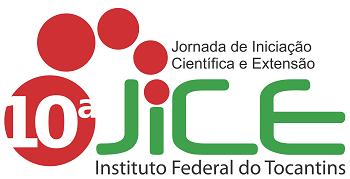 Jornada de Iniciação
Científica e Extensão
10ª JiCE
Instituto Federal do Tocantins